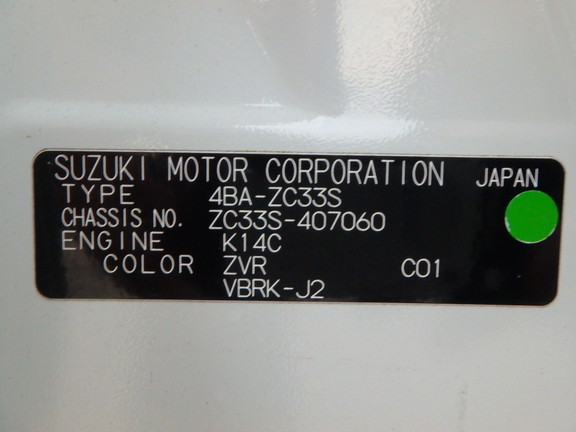 SUZUKI MOTOR CORPORATION JAPAN
TYPE 4BA-ZC33S
CHASSIS NO. ZC33S-407060
ENGINE K14C
COLOR ZVR C01
VBRK-J2